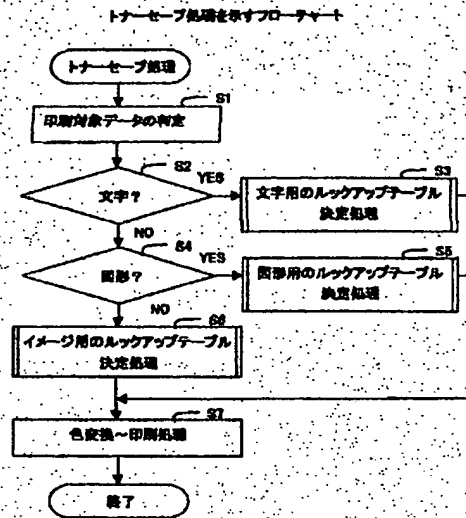 トナーセーブ処理を示すフローチャート
トナーセーブ処理
S1
印刷対象データの判定
S2
文字?
YES
S3
文字用のルックアップテーブル
決定処理
NO
S4
図形?
YES
S5
図形用のルックアップテーブル
決定処理
NO
S6
イメージ用のルックアップテーブル
決定処理
S7
色変換～印刷処理
終了